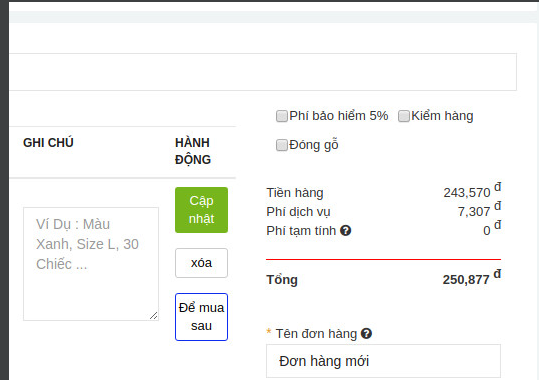 Phí bảo hiểm 5% Kiểm hàng
Đóng gỗ
GHI CHÚ
HÀNH
ĐỘNG
Ví Dụ : Màu
Xanh, Size L, 30
Chiếc ...
Cập
nhật
xóa
Để mua
sau
Tiền hàng 243,570 đ
Phí dịch vụ 7,307 đ
Phí tạm tính 0 đ
Tổng 250,877 đ
* Tên đơn hàng
Đơn hàng mới